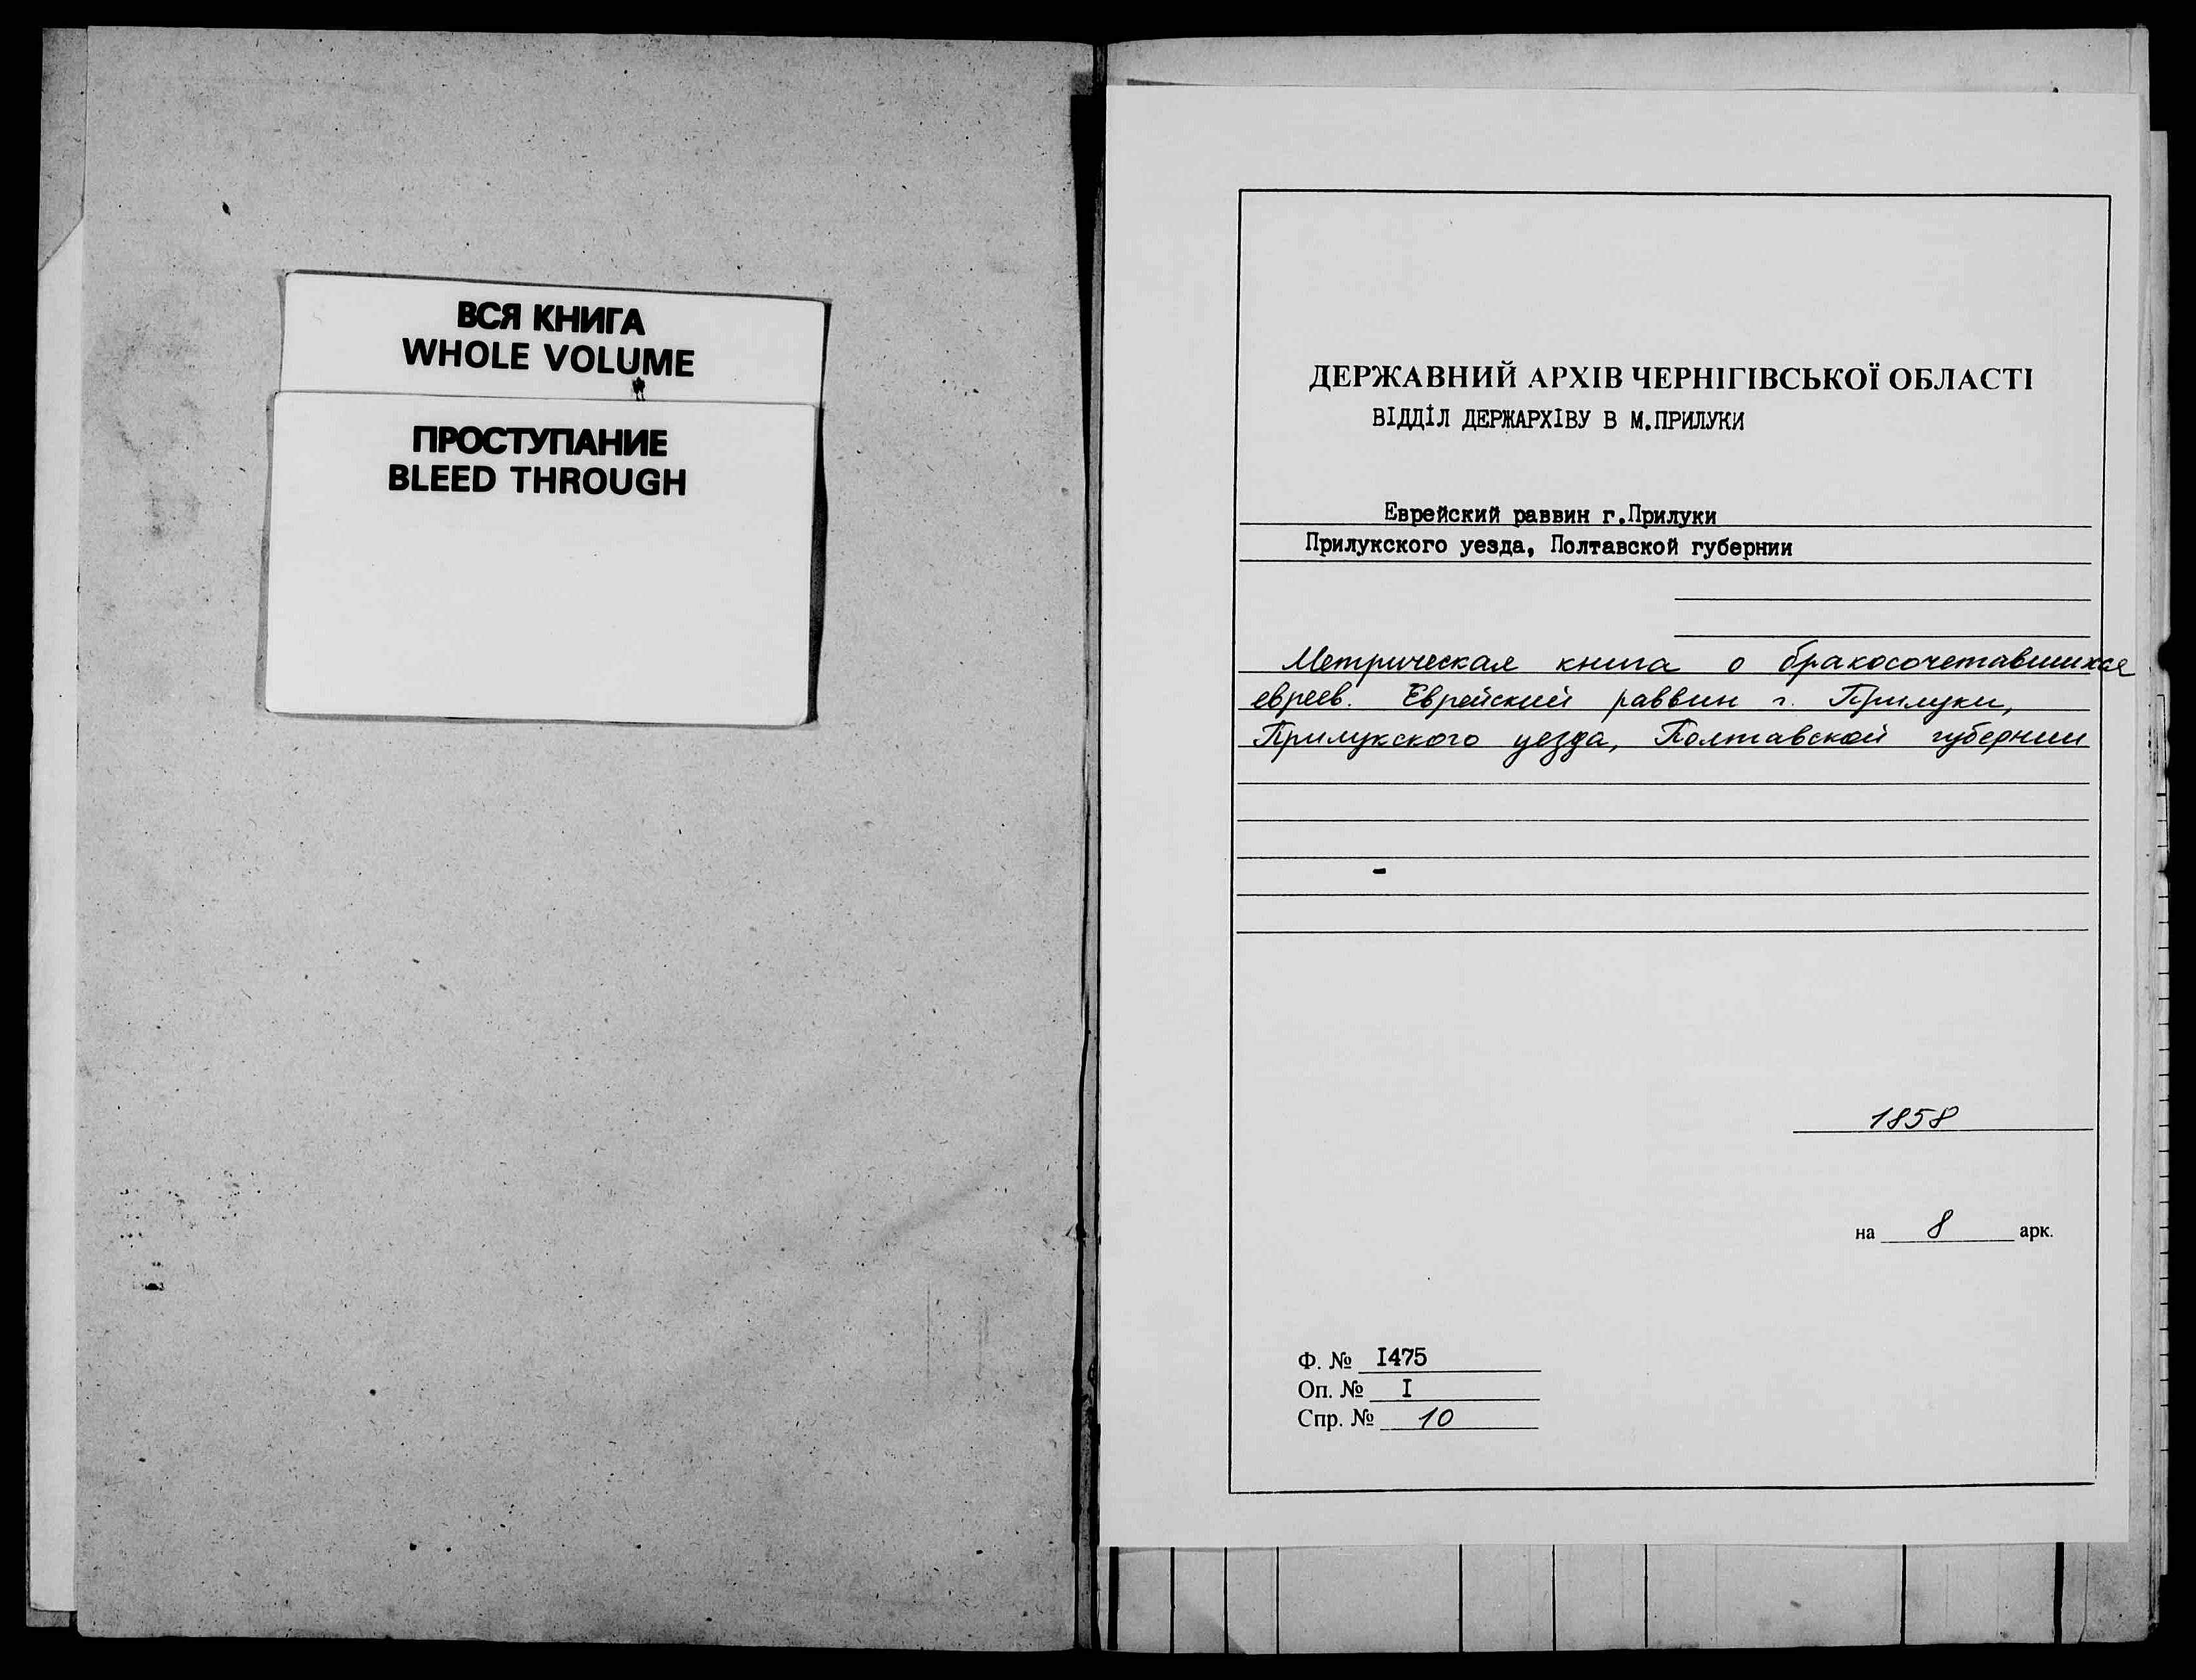 ВСЯ КНИГА
WHOLE VOLUME
ПРОСТУПАНИЕ
BLEED THROUGH
ДЕРЖАВНИЙ АРХІВ ЧЕРНІГІВСЬКОЇ ОБЛАСТІ
ВІДДІЛ ДЕРЖАРХІВУ В М.ПРИЛУКИ
Еврейский раввин г.Прилуки
Прилукского уезда, Полтавской губернии
Метрическая книга о бракосочетавшихся
евреев. Еврейский раввин г. Прилуки,
Прилукского уезда, Полтавской губернии
1858
на 8 арк.
Ф. № I475
Оп. № I
Спр. № 10